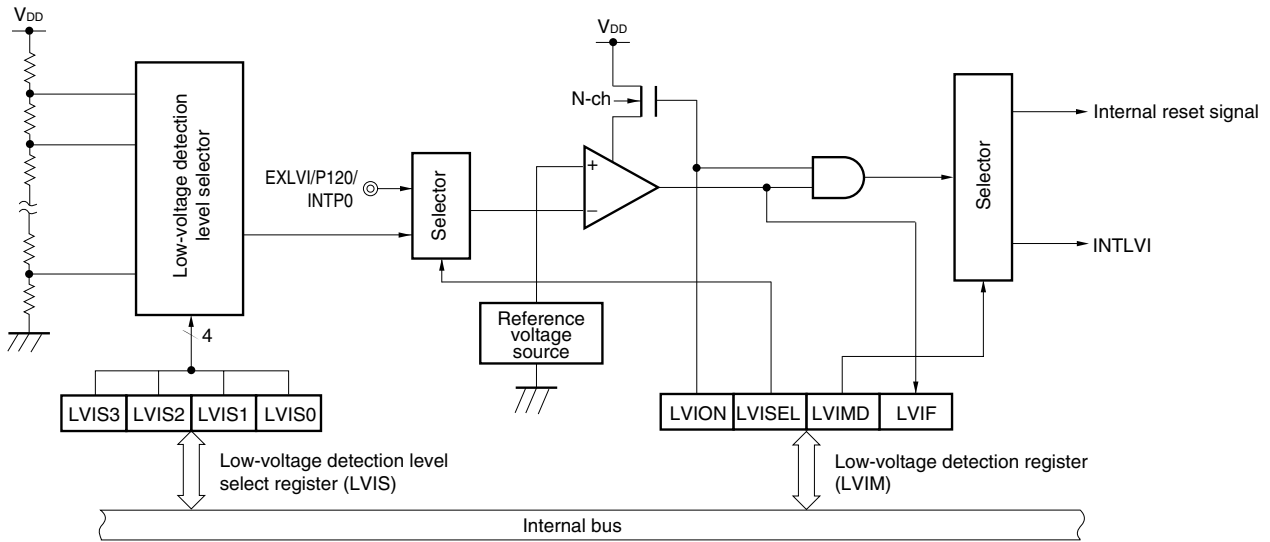 VDD
Low-voltage detection
level selector
4
LVIS3 LVIS2 LVIS1 LVIS0
Low-voltage detection level
select register (LVIS)
EXLVI/P120/
INTP0
Selector
VDD
N-ch
+
−
Reference
voltage
source
Selector
Internal reset signal
INTLVI
LVION LVISEL LVIMD LVIF
Low-voltage detection register
(LVIM)
Internal bus